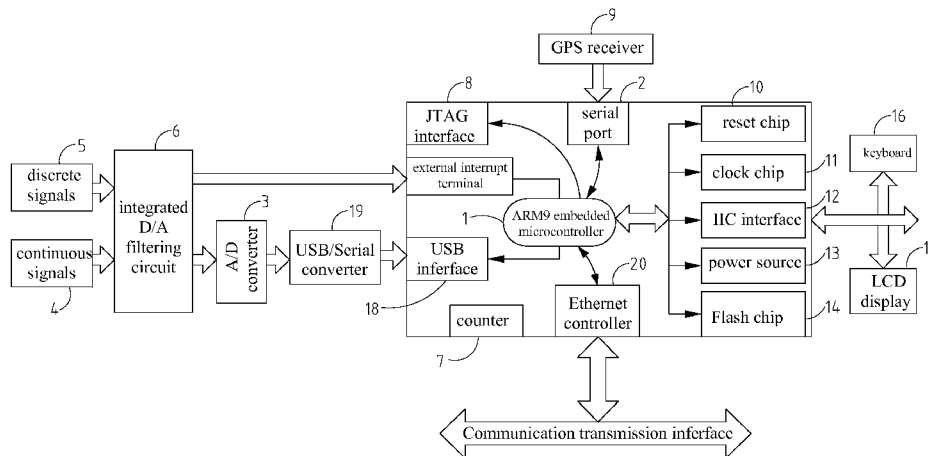 9
GPS receiver
8
2
10
JTAG
interface
serial
port
reset chip
16
keyboard
5
6
discrete
signals
external interrupt
terminal
clock chip
11
integrated
D/A
filtering
circuit
3
19
1
ARM9 embedded
microcontroller
IIC interface
12
continuous
signals
4
A/D
converter
USB/Serial
converter
USB
inferface
18
20
power source
13
1
LCD
display
Ethernet
controller
counter
7
Flash chip
14
Communication transmission inferface